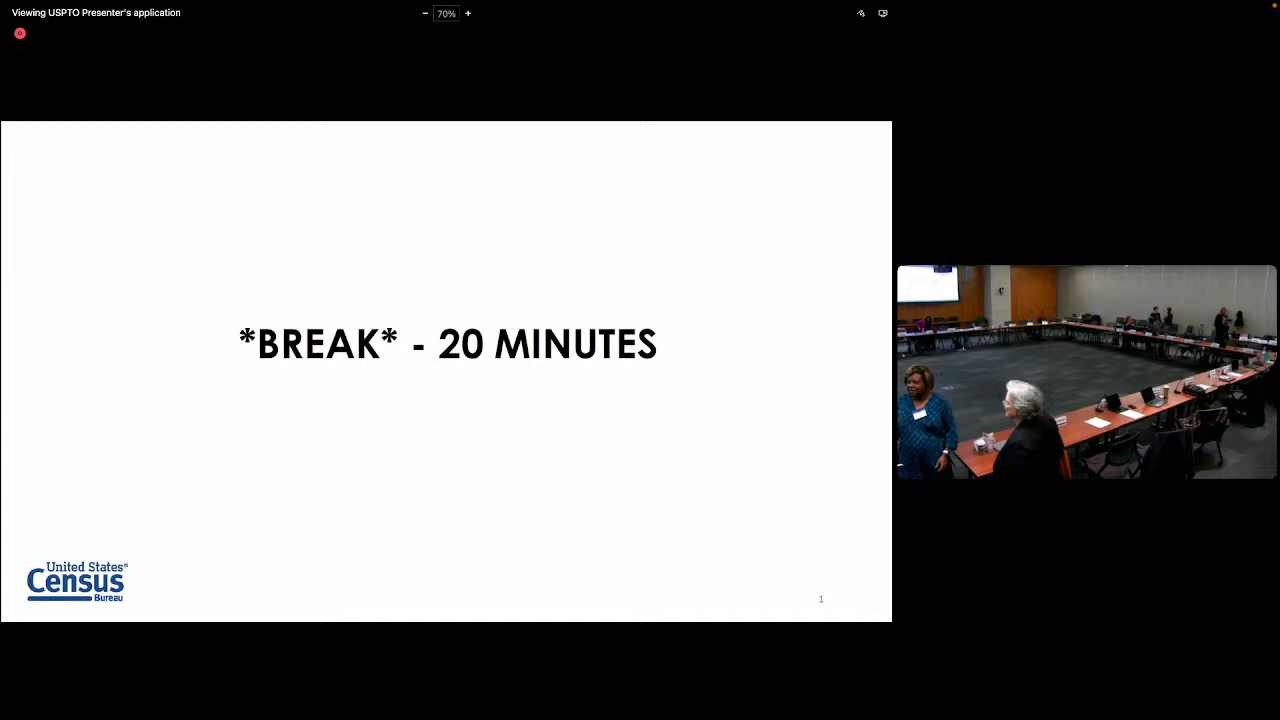 Viewing USPTO Presenter's application
− 70% +
*BREAK* - 20 MINUTES
United States®
Census
Bureau
1